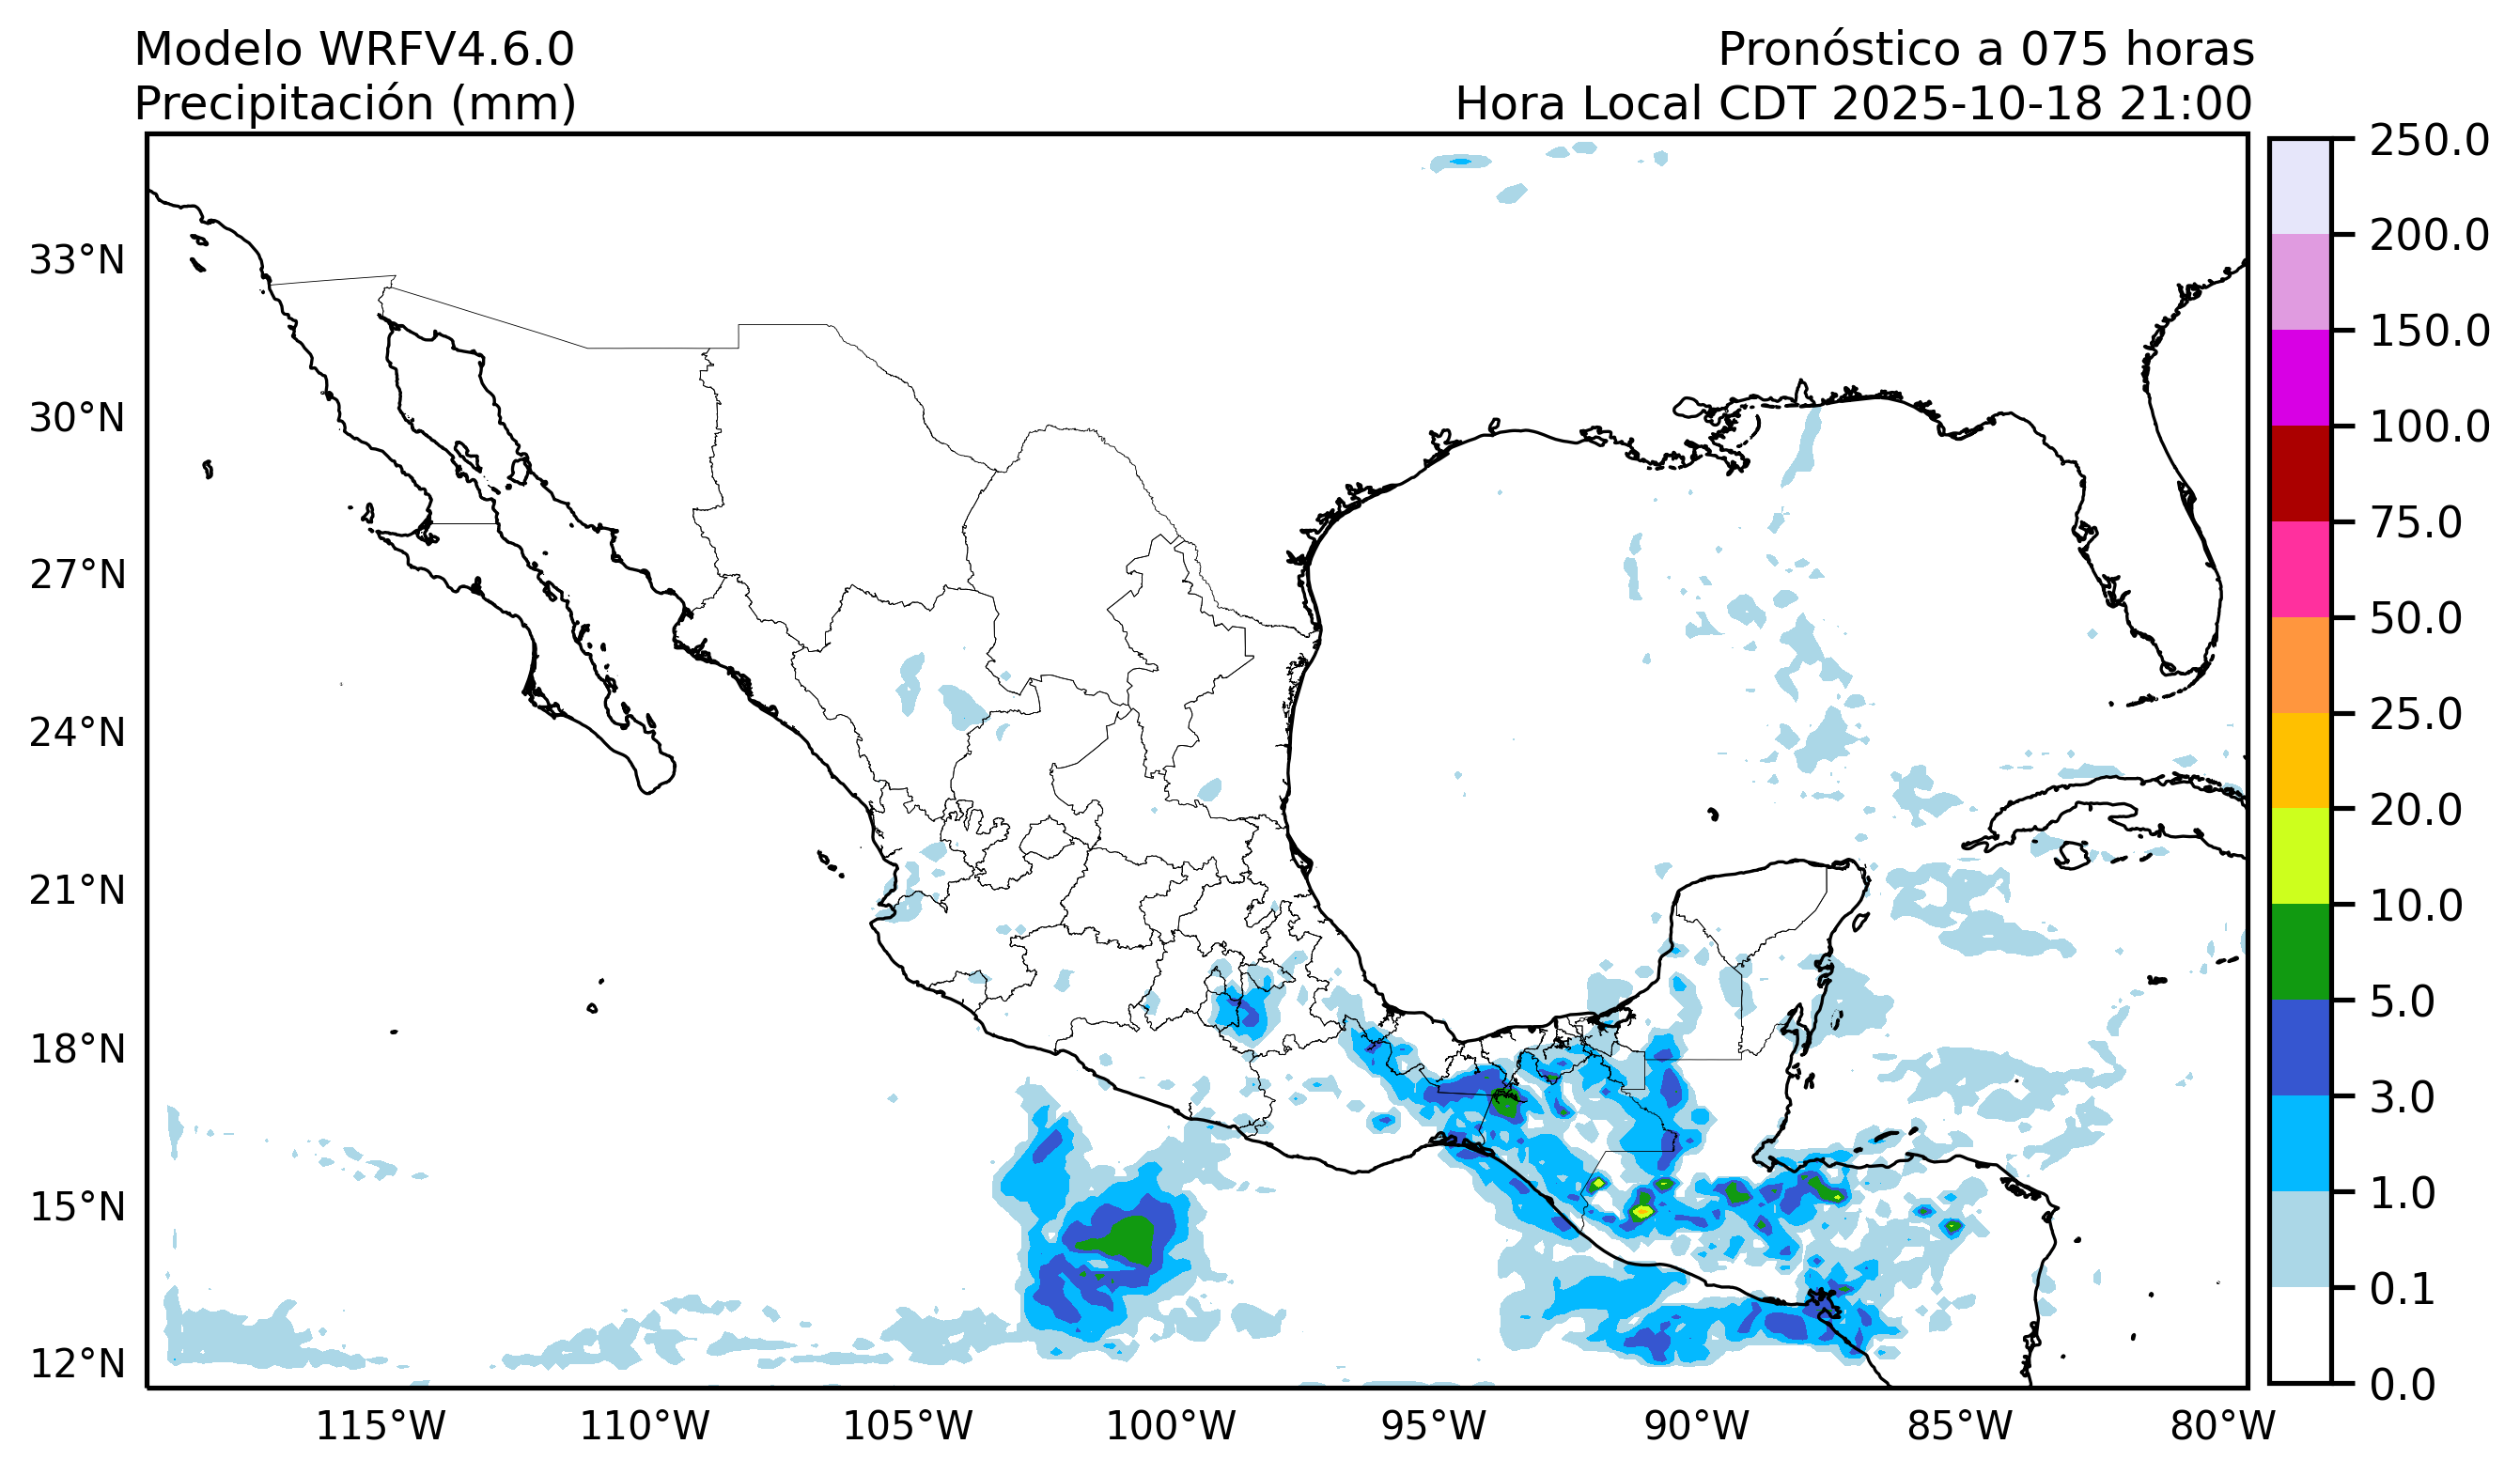 Modelo WRFV4.6.0
Precipitación (mm)
Pronóstico a 075 horas
Hora Local CDT 2025-10-18 21:00
33°N
30°N
27°N
24°N
21°N
18°N
15°N
12°N
115°W
110°W
105°W
100°W
95°W
90°W
85°W
80°W
250.0
200.0
150.0
100.0
75.0
50.0
25.0
20.0
10.0
5.0
3.0
1.0
0.1
0.0